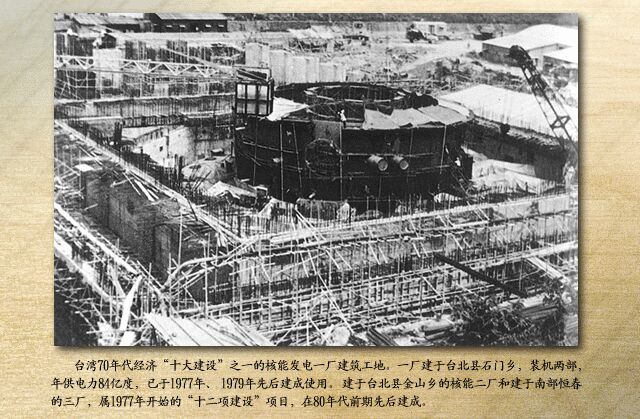 台湾70年代经济“十大建设”之一的核能发电一厂建筑工地。一厂建于台北县石门乡，装机两部，
年供电力84亿度，已于1977年、1979年先后建成使用。建于台北县金山乡的核能二厂和建于南部恒春
的三厂，属1977年开始的“十二项建设”项目，在80年代前期先后建成。